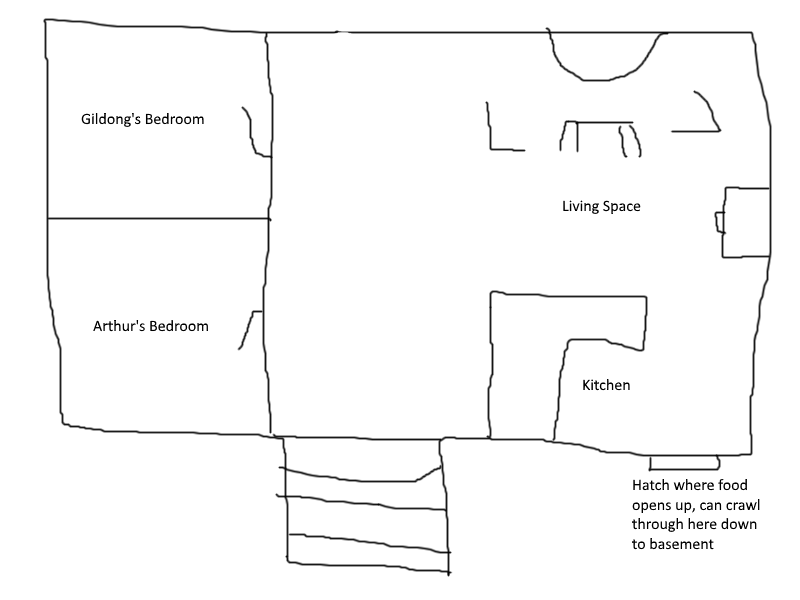 Gildong's Bedroom
Living Space
Arthur's Bedroom
Kitchen
Hatch where food
opens up, can crawl
through here down
to basement